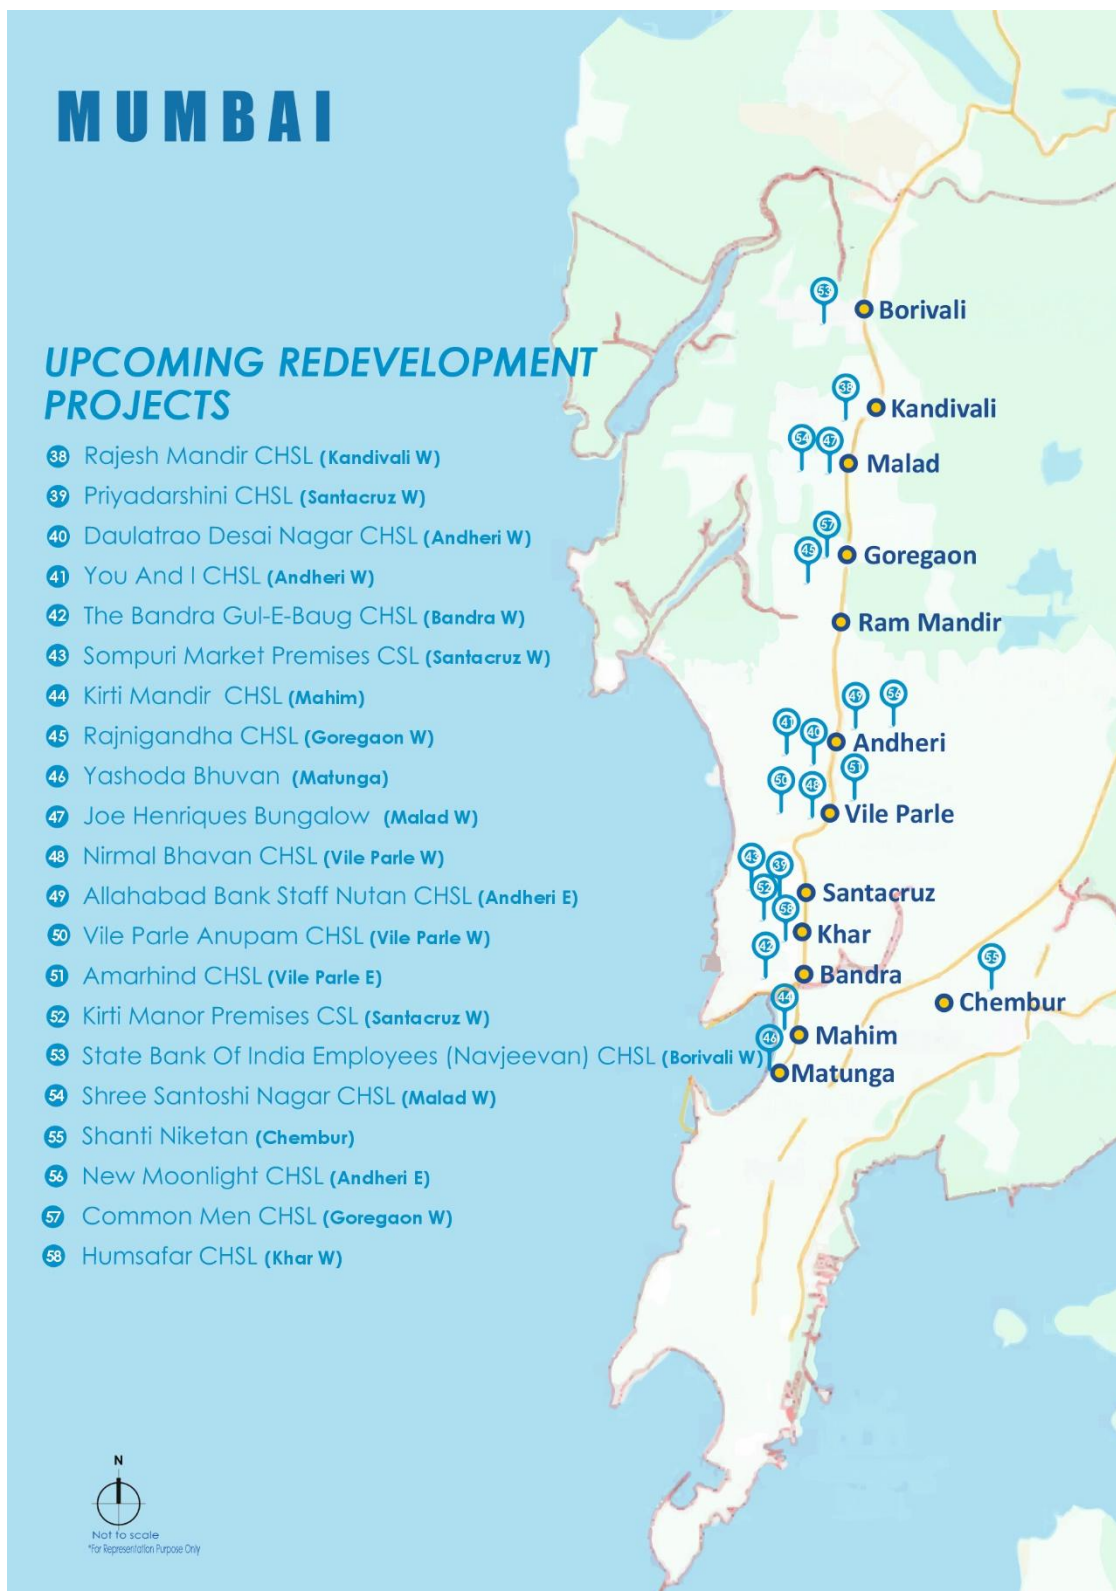 MUMBAI
UPCOMING REDEVELOPMENT
PROJECTS
38 Rajesh Mandir CHSL (Kandivali W)
39 Priyadarshini CHSL (Santacruz W)
40 Daulatrao Desai Nagar CHSL (Andheri W)
41 You And I CHSL (Andheri W)
42 The Bandra Gul-E-Baug CHSL (Bandra W)
43 Sompuri Market Premises CSL (Santacruz W)
44 Kirti Mandir CHSL (Mahim)
45 Rajnigandha CHSL (Goregaon W)
46 Yashoda Bhuvan (Matunga)
47 Joe Henriques Bungalow (Malad W)
48 Nirmal Bhavan CHSL (Vile Parle W)
49 Allahabad Bank Staff Nutan CHSL (Andheri E)
50 Vile Parle Anupam CHSL (Vile Parle W)
51 Amarhind CHSL (Vile Parle E)
52 Kirti Manor Premises CSL (Santacruz W)
53 State Bank Of India Employees (Navjeevan) CHSL (Borivali W)
54 Shree Santoshi Nagar CHSL (Malad W)
55 Shanti Niketan (Chembur)
56 New Moonlight CHSL (Andheri E)
57 Common Men CHSL (Goregaon W)
58 Humsafar CHSL (Khar W)
53
Borivali
38
Kandivali
54 47
Malad
57
45
Goregaon
Ram Mandir
49 56
41 40
Andheri
51
50 48
Vile Parle
43 39
52
Santacruz
58
Khar
42
Bandra
55
Chembur
44
Mahim
46
Matunga
N
Not to scale
*For Representation Purpose Only